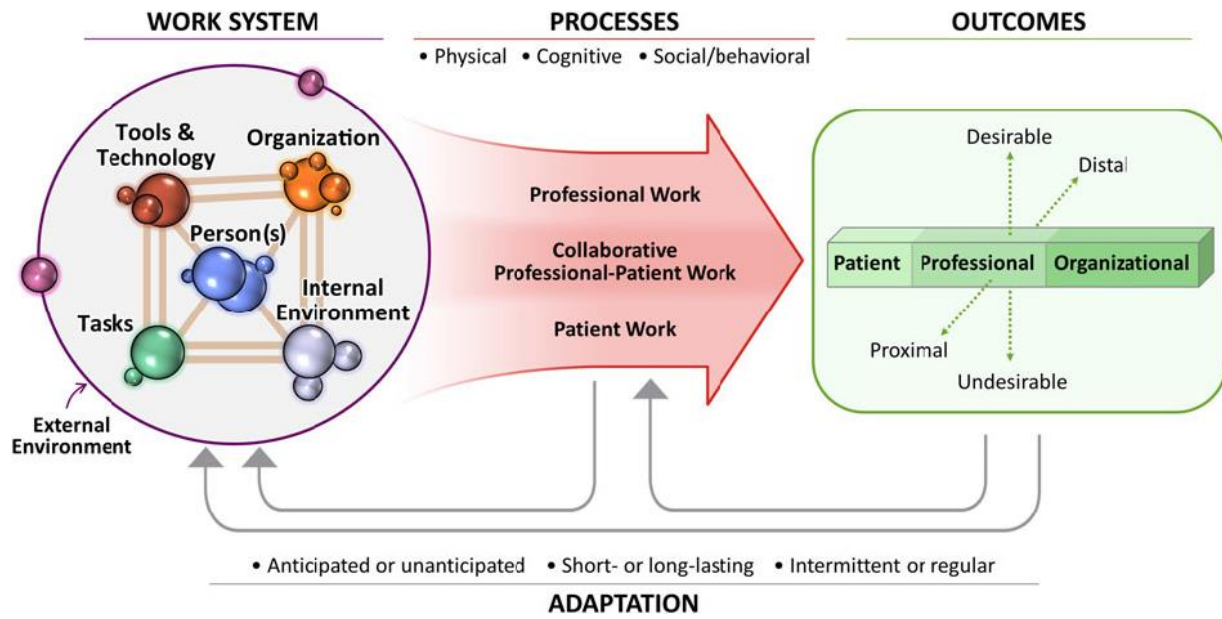 WORK SYSTEM
PROCESSES
• Physical • Cognitive • Social/behavioral
OUTCOMES
Tools &
Technology
Organization
Person(s)
Internal
Environment
Tasks
External
Environment
Professional Work
Collaborative
Professional-Patient Work
Patient Work
Desirable
Distal
Patient Professional Organizational
Proximal
Undesirable
• Anticipated or unanticipated • Short- or long-lasting • Intermittent or regular
ADAPTATION